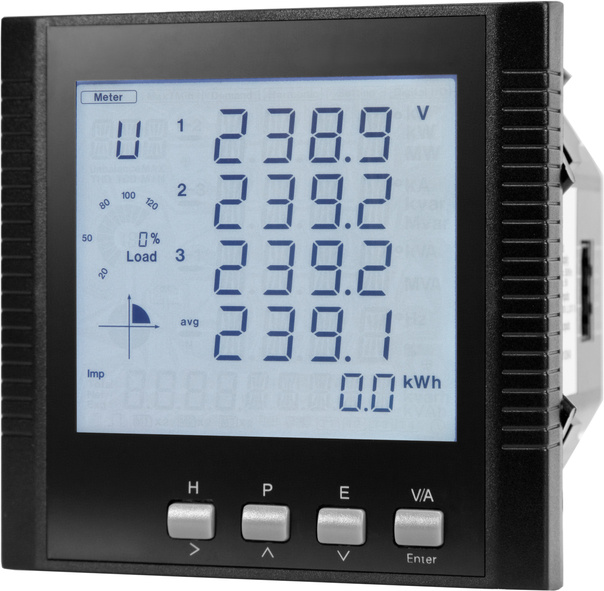 Meter
U 1 238.9 V
2 239.2
80 100 120
50 0% Load 3 239.2
20
avg 239.1
Imp 0.0 kWh
H P E V/A
> ∧ ∨ Enter